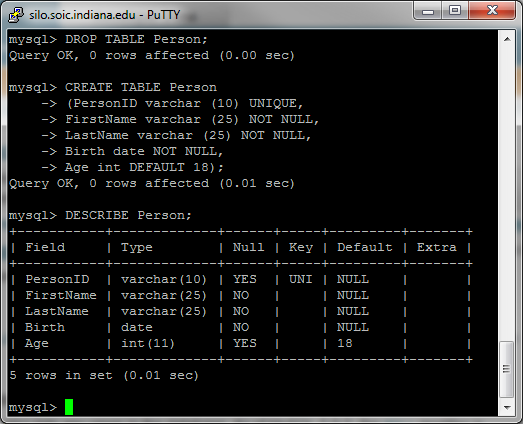 silo.soic.indiana.edu - PuTTY
mysql> DROP TABLE Person;
Query OK, 0 rows affected (0.00 sec)
mysql> CREATE TABLE Person
    -> (PersonID varchar (10) UNIQUE,
    -> FirstName varchar (25) NOT NULL,
    -> LastName varchar (25) NOT NULL,
    -> Birth date NOT NULL,
    -> Age int DEFAULT 18);
Query OK, 0 rows affected (0.01 sec)
mysql> DESCRIBE Person;
+-----------+-------------+------+-----+---------+-------+
| Field     | Type        | Null | Key | Default | Extra |
+-----------+-------------+------+-----+---------+-------+
| PersonID  | varchar(10) | YES  | UNI | NULL    |       |
| FirstName | varchar(25) | NO   |     | NULL    |       |
| LastName  | varchar(25) | NO   |     | NULL    |       |
| Birth     | date        | NO   |     | NULL    |       |
| Age       | int(11)     | YES  |     | 18      |       |
+-----------+-------------+------+-----+---------+-------+
5 rows in set (0.01 sec)
mysql>